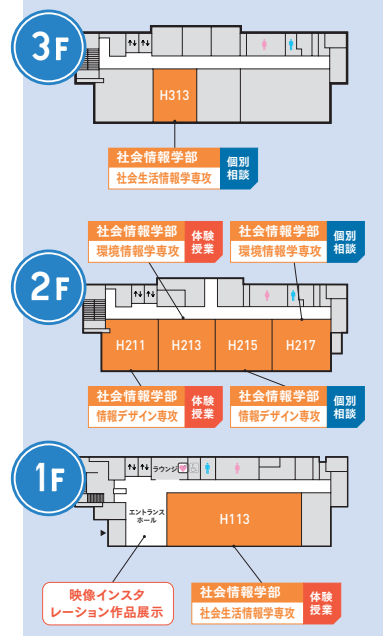 3F
H313
社会情報学部
社会生活情報学専攻
個別
相談
社会情報学部
環境情報学専攻
体験
授業
社会情報学部
環境情報学専攻
個別
相談
2F
H211
H213
H215
H217
社会情報学部
情報デザイン専攻
体験
授業
社会情報学部
情報デザイン専攻
個別
相談
1F
ラウンジ
エントランス
ホール
H113
映像インスタ
レーション作品展示
社会情報学部
社会生活情報学専攻
体験
授業